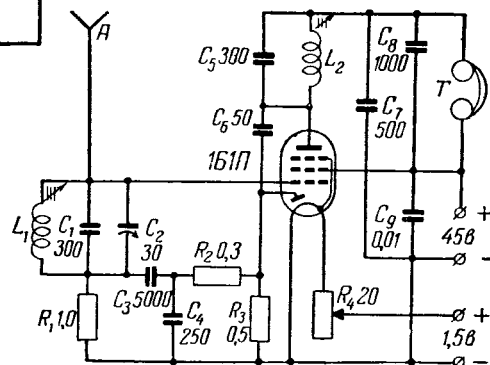 A
C₅ 300
L₂
C₈
1000
C₆ 50
C₇
500
T
1Б1П
L₁
C₁
300
C₂
30
C₉
0,01
+
45в
−
R₂ 0,3
C₃ 5000
C₄
250
R₁ 1,0
R₃
0,5
R₄ 20
+
1,5в
−